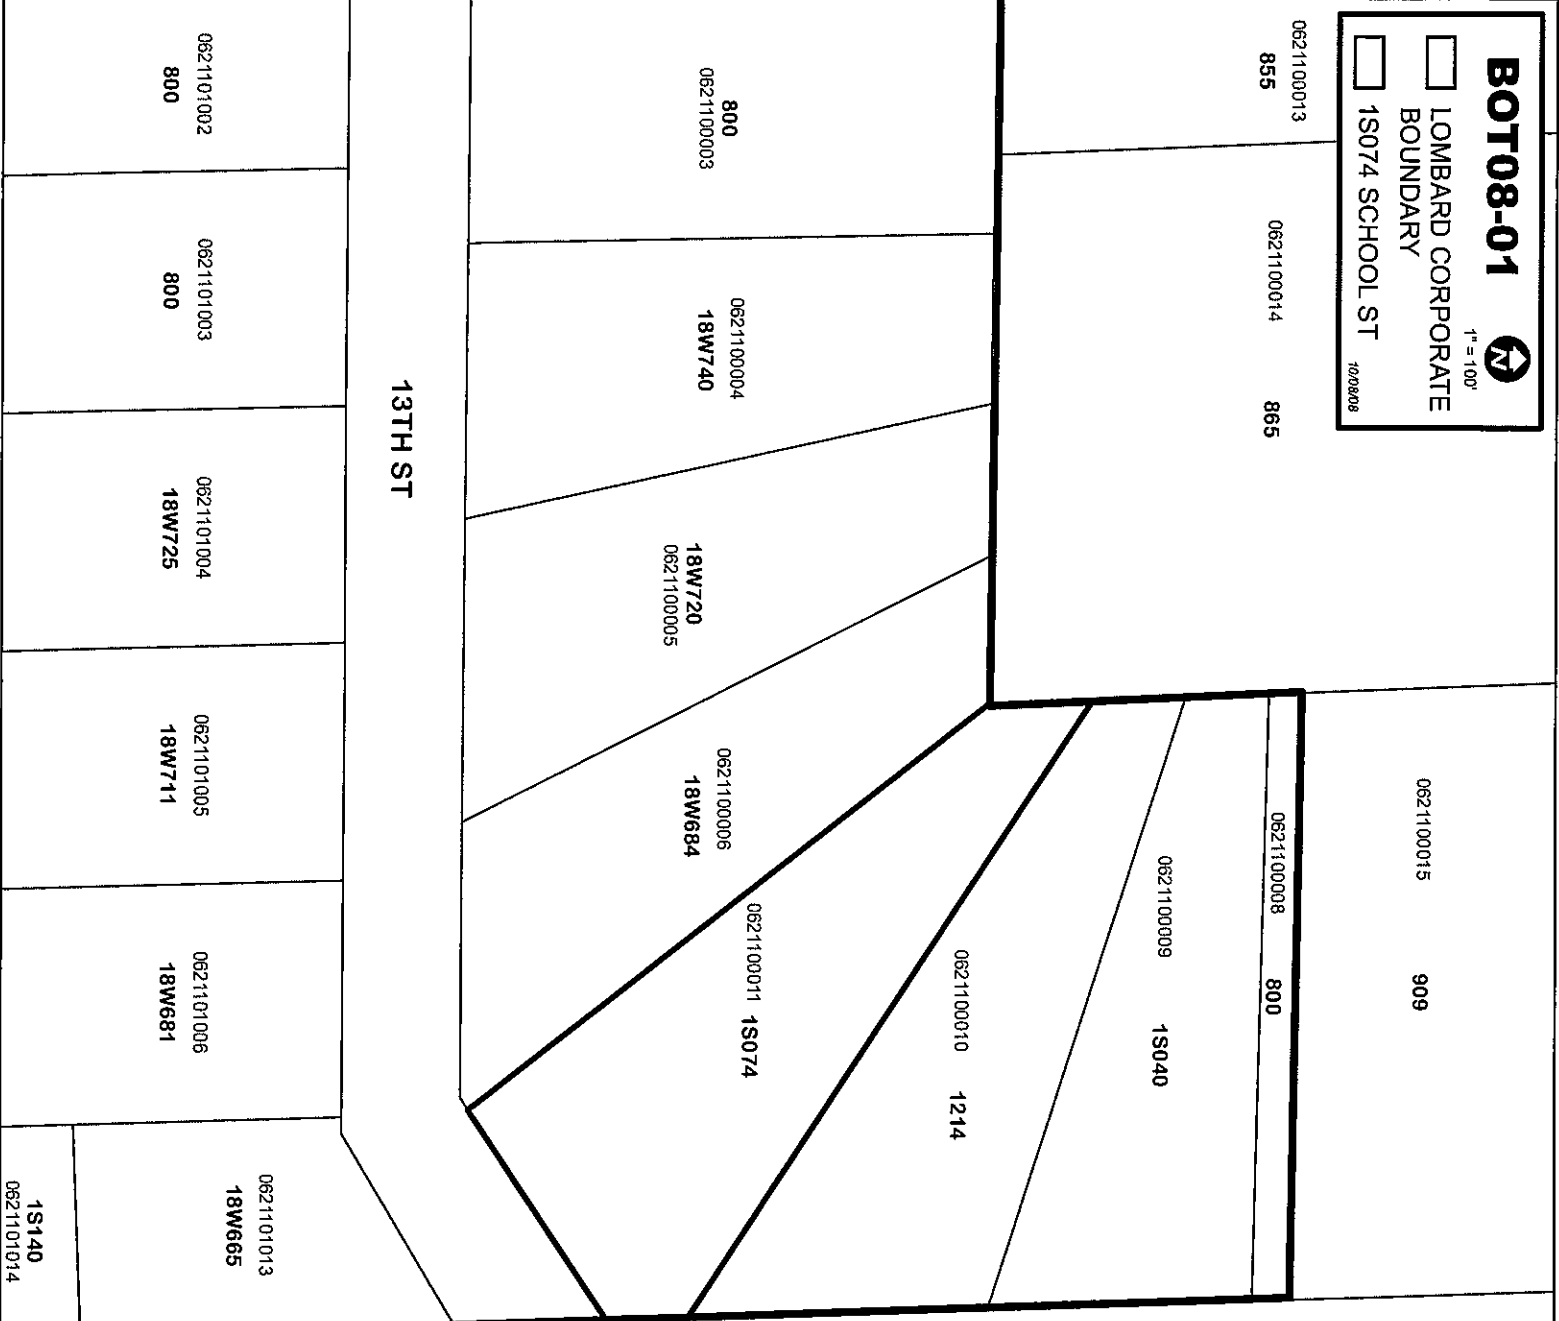 BOT08-01
N
1" = 100'
LOMBARD CORPORATE
BOUNDARY
1S074 SCHOOL ST
10/08/08
0621100013
855
0621100014
865
0621100015
909
0621100008
800
0621100009
1S040
0621100010
1214
0621100011
1S074
800
0621100003
0621100004
18W740
18W720
0621100005
0621100006
18W684
13TH ST
0621101002
800
0621101003
800
0621101004
18W725
0621101005
18W711
0621101006
18W681
0621101013
18W665
1S140
0621101014